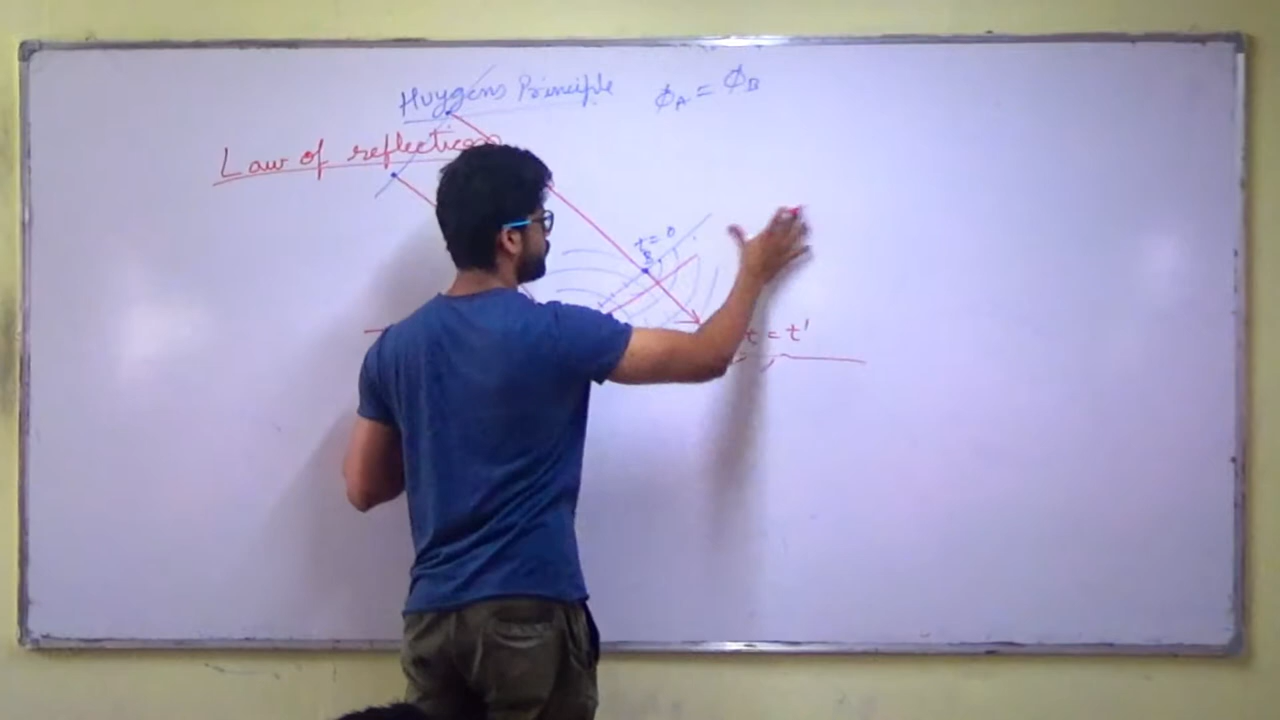 Huygens Principle
ϕA = ϕB
Law of reflection
t = 0
B
t = t'